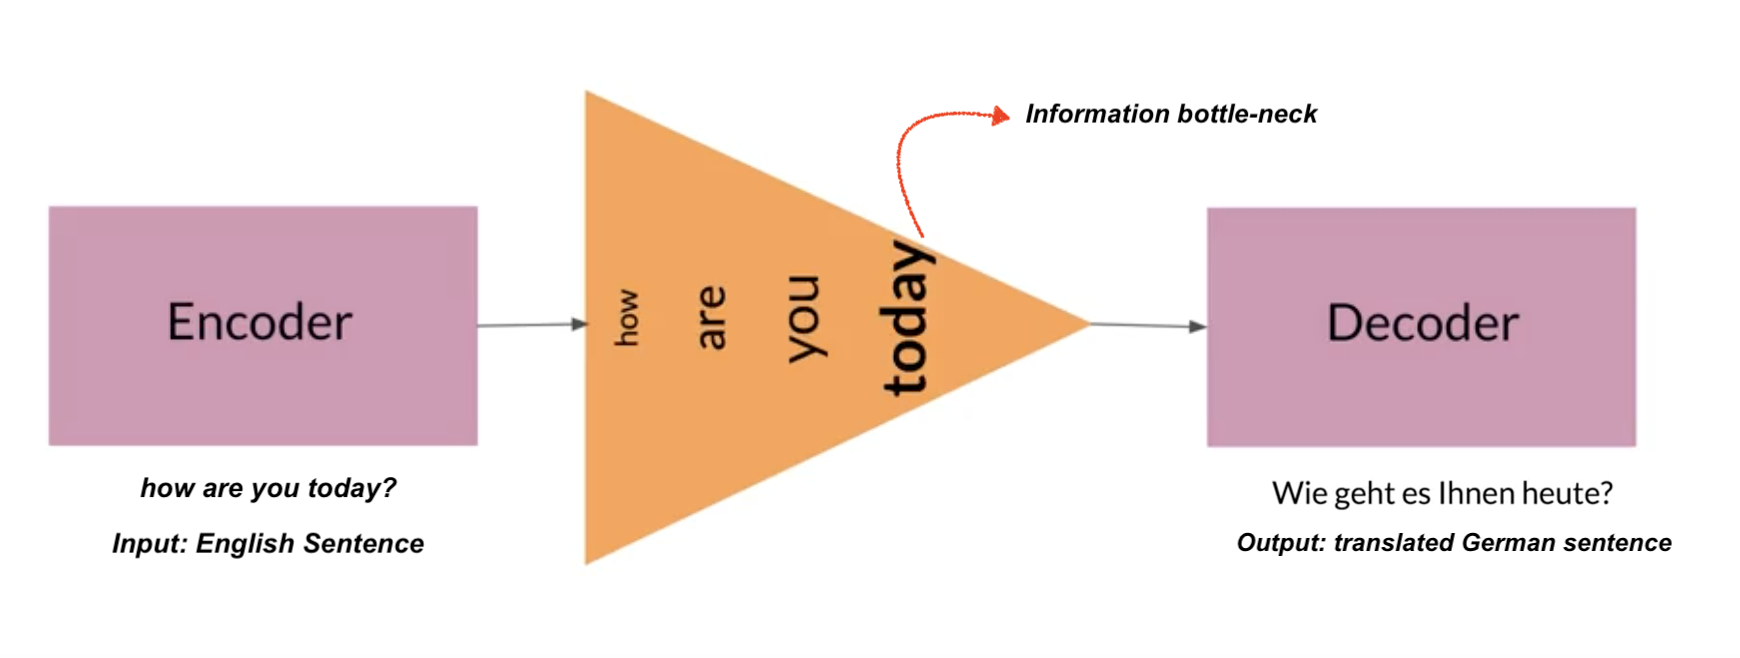 Information bottle-neck
Encoder
how
are
you
today
Decoder
how are you today?
Input: English Sentence
Wie geht es Ihnen heute?
Output: translated German sentence